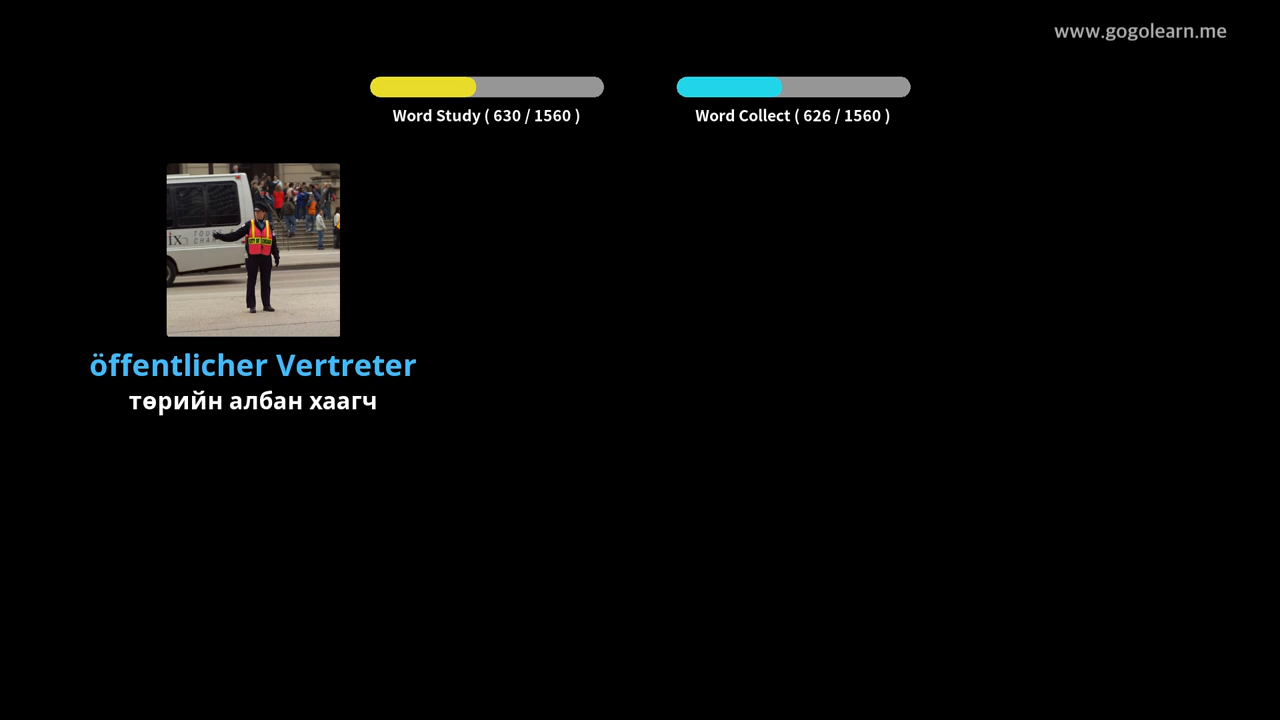 www.gogolearn.me
Word Study ( 630 / 1560 )
Word Collect ( 626 / 1560 )
öffentlicher Vertreter
төрийн албан хаагч